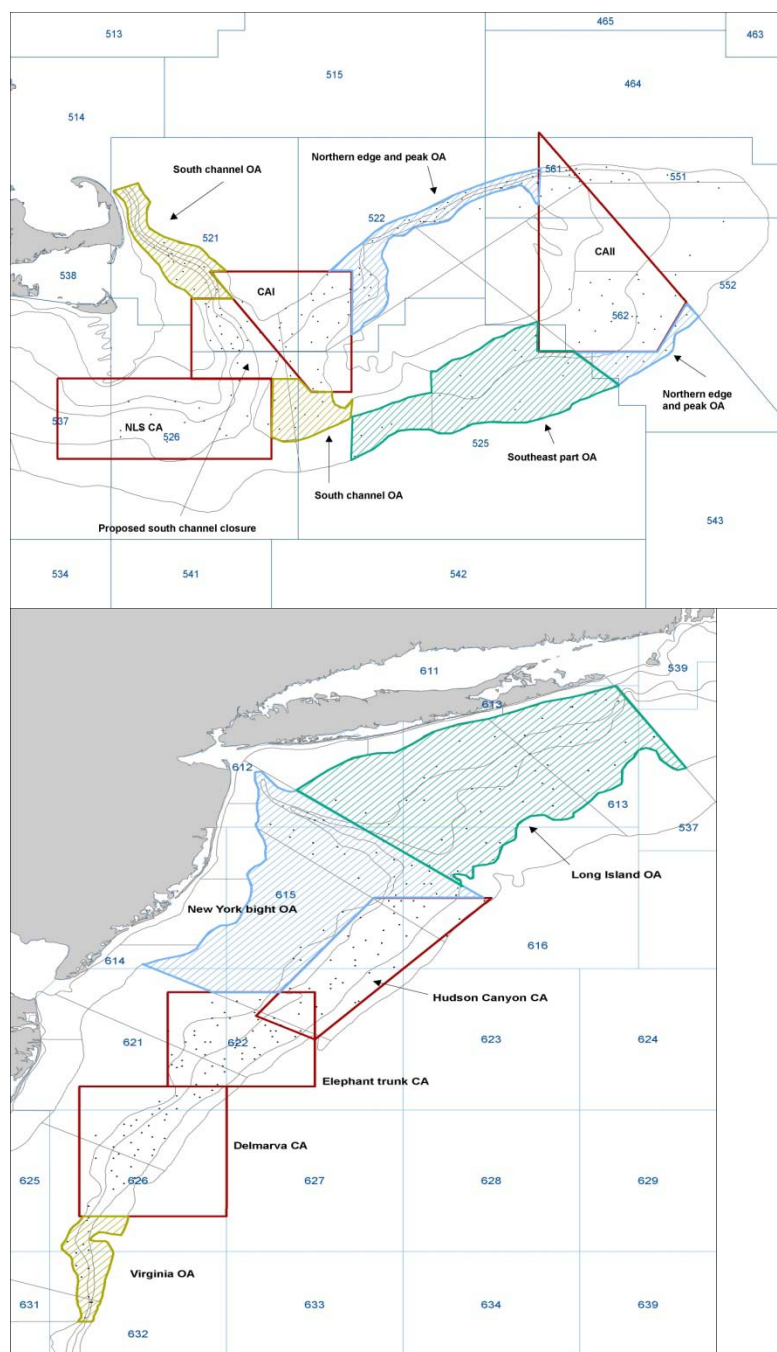 513
465
463
515
464
514
South channel OA
Northern edge and peak OA
561
551
522
521
CAII
538
CAI
552
562
NLS CA
537
526
Northern edge
and peak OA
525
Southeast part OA
South channel OA
Proposed south channel closure
543
534
541
542
611
539
613
612
613
537
Long Island OA
615
New York bight OA
616
614
Hudson Canyon CA
621
622
623
624
Elephant trunk CA
Delmarva CA
625
626
627
628
629
Virginia OA
631
633
634
639
632